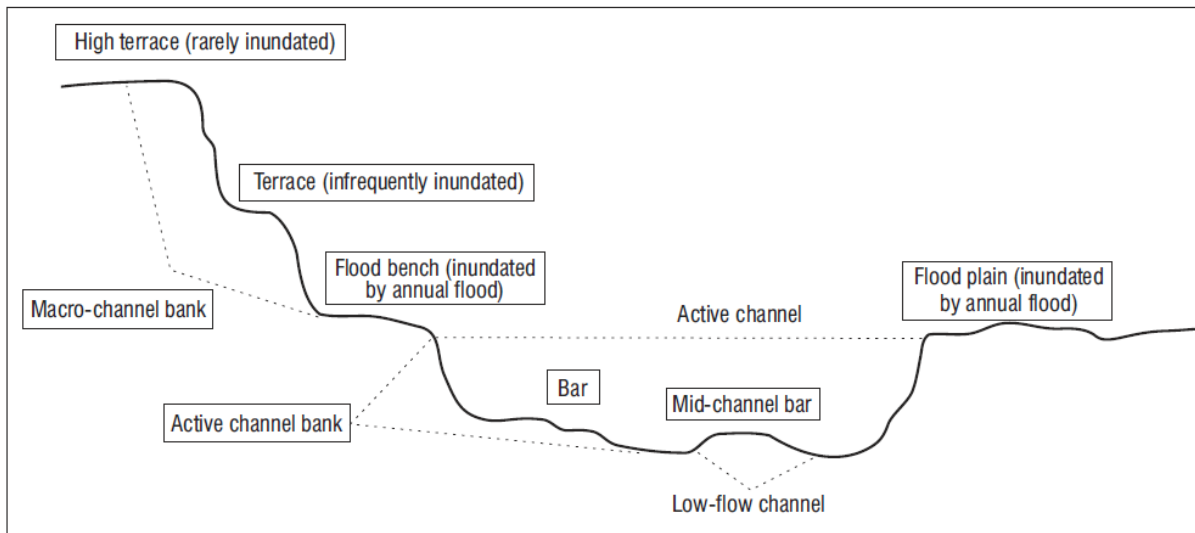 High terrace (rarely inundated)
Terrace (infrequently inundated)
Flood bench (inundated
by annual flood)
Flood plain (inundated
by annual flood)
Macro-channel bank
Active channel
Bar
Mid-channel bar
Active channel bank
Low-flow channel